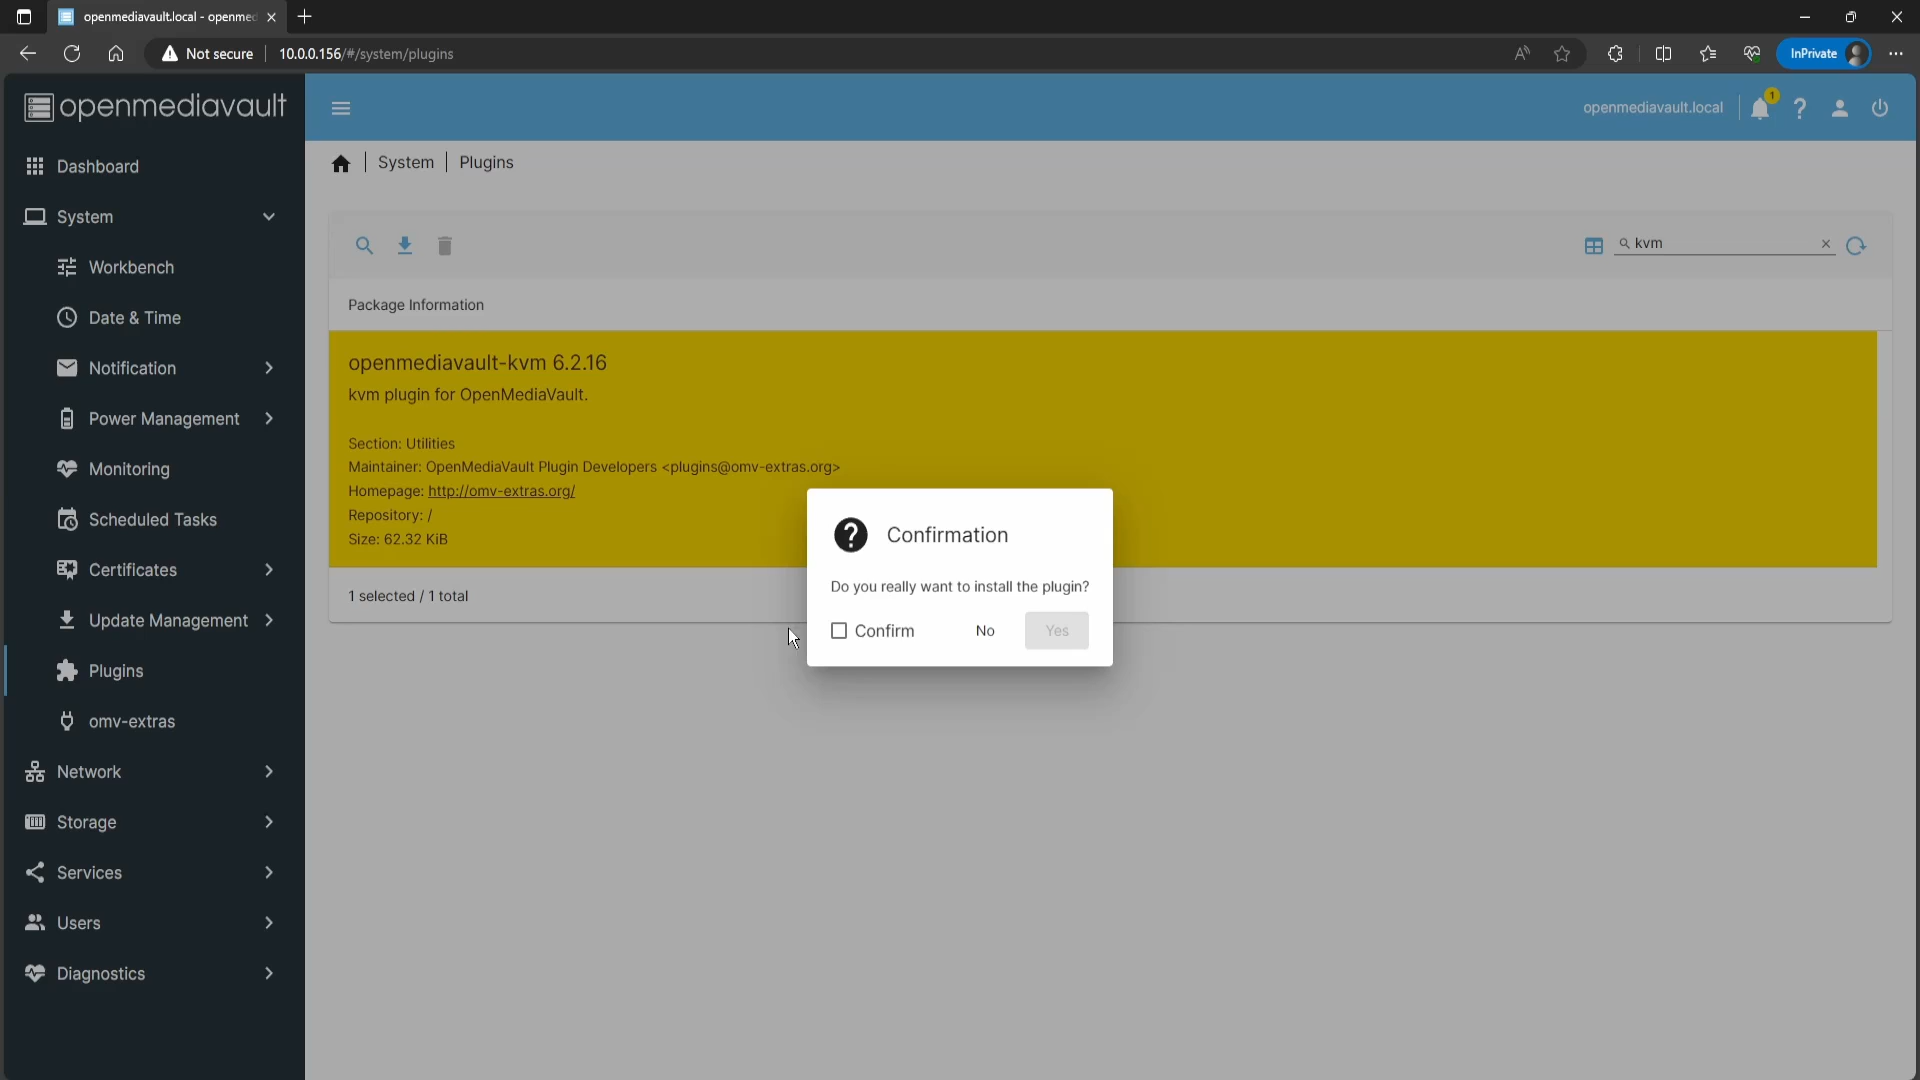 openmediavault.local - openmec
Not secure
10.0.0.156/#/system/plugins
InPrivate
openmediavault
openmediavault.local
1
Dashboard
System
Workbench
Date & Time
Notification
Power Management
Monitoring
Scheduled Tasks
Certificates
Update Management
Plugins
omv-extras
Network
Storage
Services
Users
Diagnostics
System | Plugins
kvm
Package Information
openmediavault-kvm 6.2.16
kvm plugin for OpenMediaVault.
Section: Utilities
Maintainer: OpenMediaVault Plugin Developers <plugins@omv-extras.org>
Homepage: http://omv-extras.org/
Repository: /
Size: 62.32 KiB
1 selected / 1 total
Confirmation
Do you really want to install the plugin?
Confirm
No
Yes